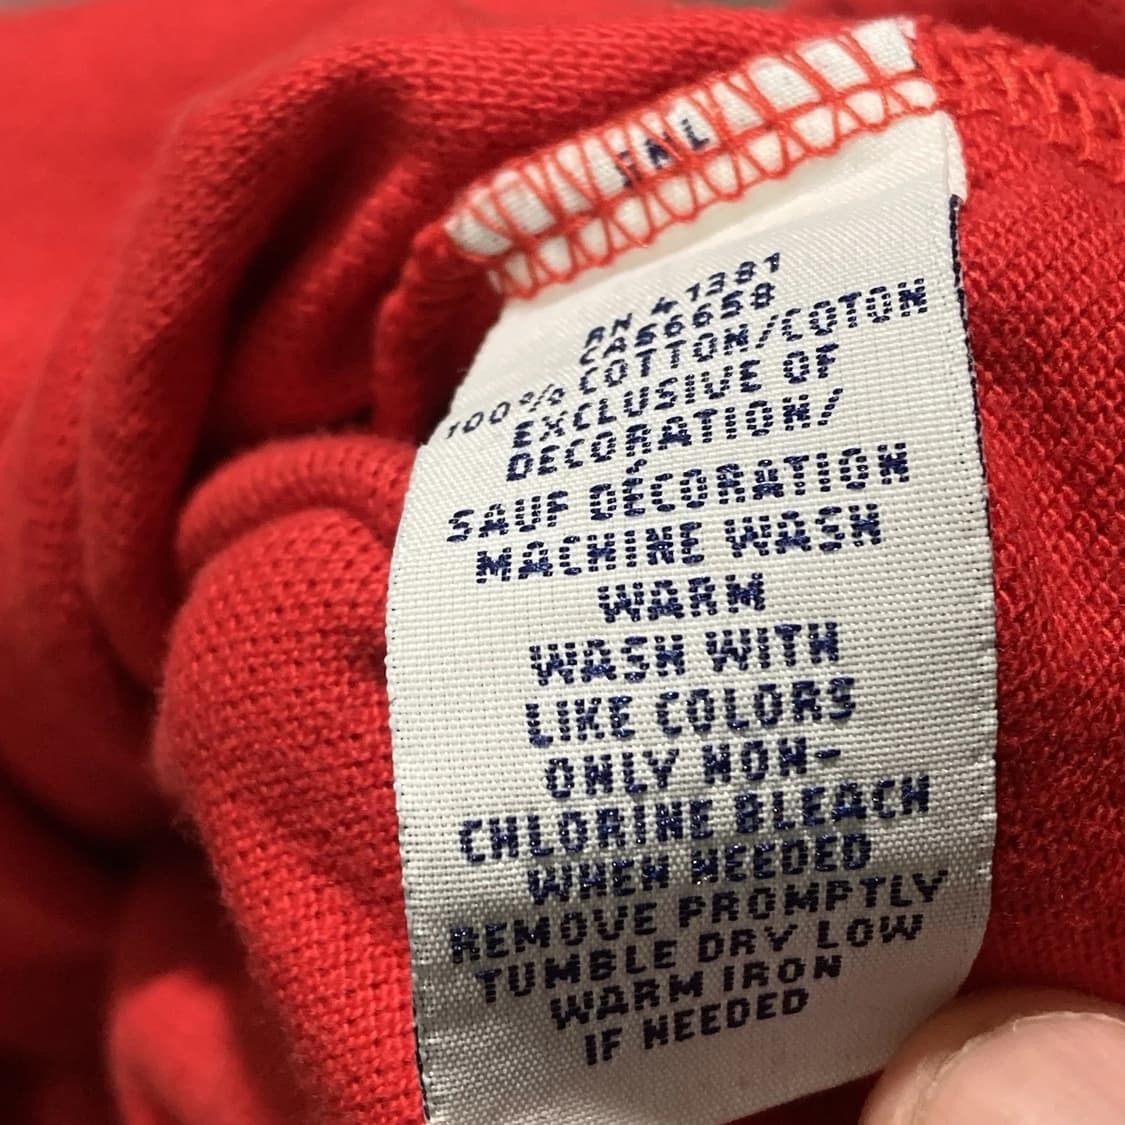 RN 41381
CA56658
100% COTTON/COTON
EXCLUSIVE OF
DECORATION/
SAUF DÉCORATION
MACHINE WASH
WARM
WASH WITH
LIKE COLORS
ONLY NON-
CHLORINE BLEACH
WHEN NEEDED
REMOVE PROMPTLY
TUMBLE DRY LOW
WARM IRON
IF NEEDED